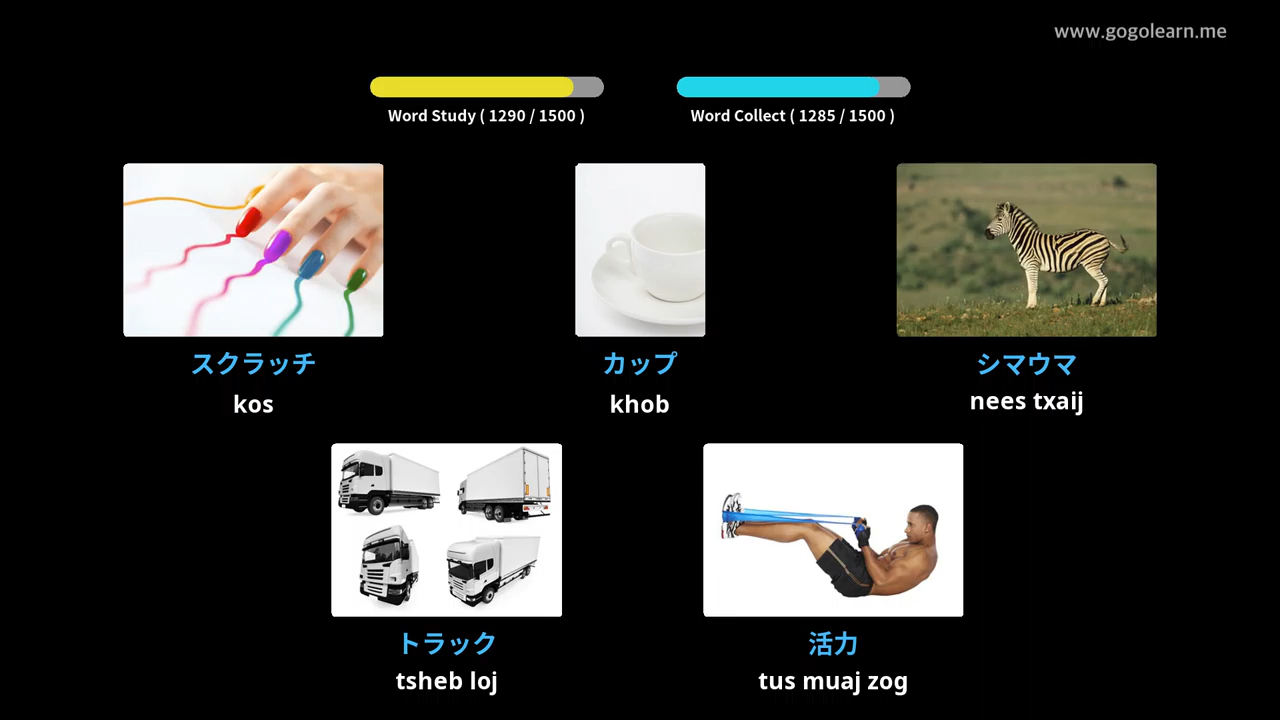 www.gogolearn.me
Word Study ( 1290 / 1500 )
Word Collect ( 1285 / 1500 )
スクラッチ
kos
カップ
khob
シマウマ
nees txaij
トラック
tsheb loj
活力
tus muaj zog